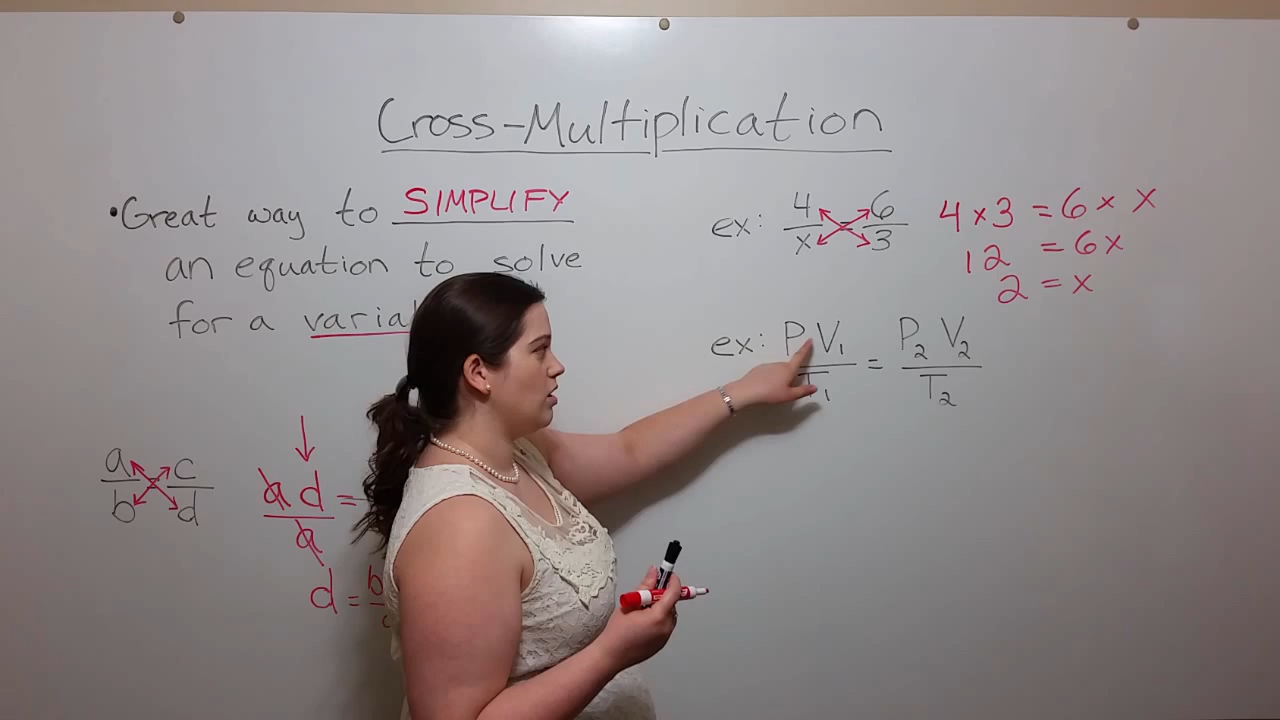 Cross-Multiplication
•Great way to SIMPLIFY
an equation to solve
for a
ex: 4/x = 6/3
4 x 3 = 6 x x
12 = 6x
2 = x
ex: P V₁ / T₁ = P₂ V₂ / T₂
a/b c/d
a d / a =
d = b